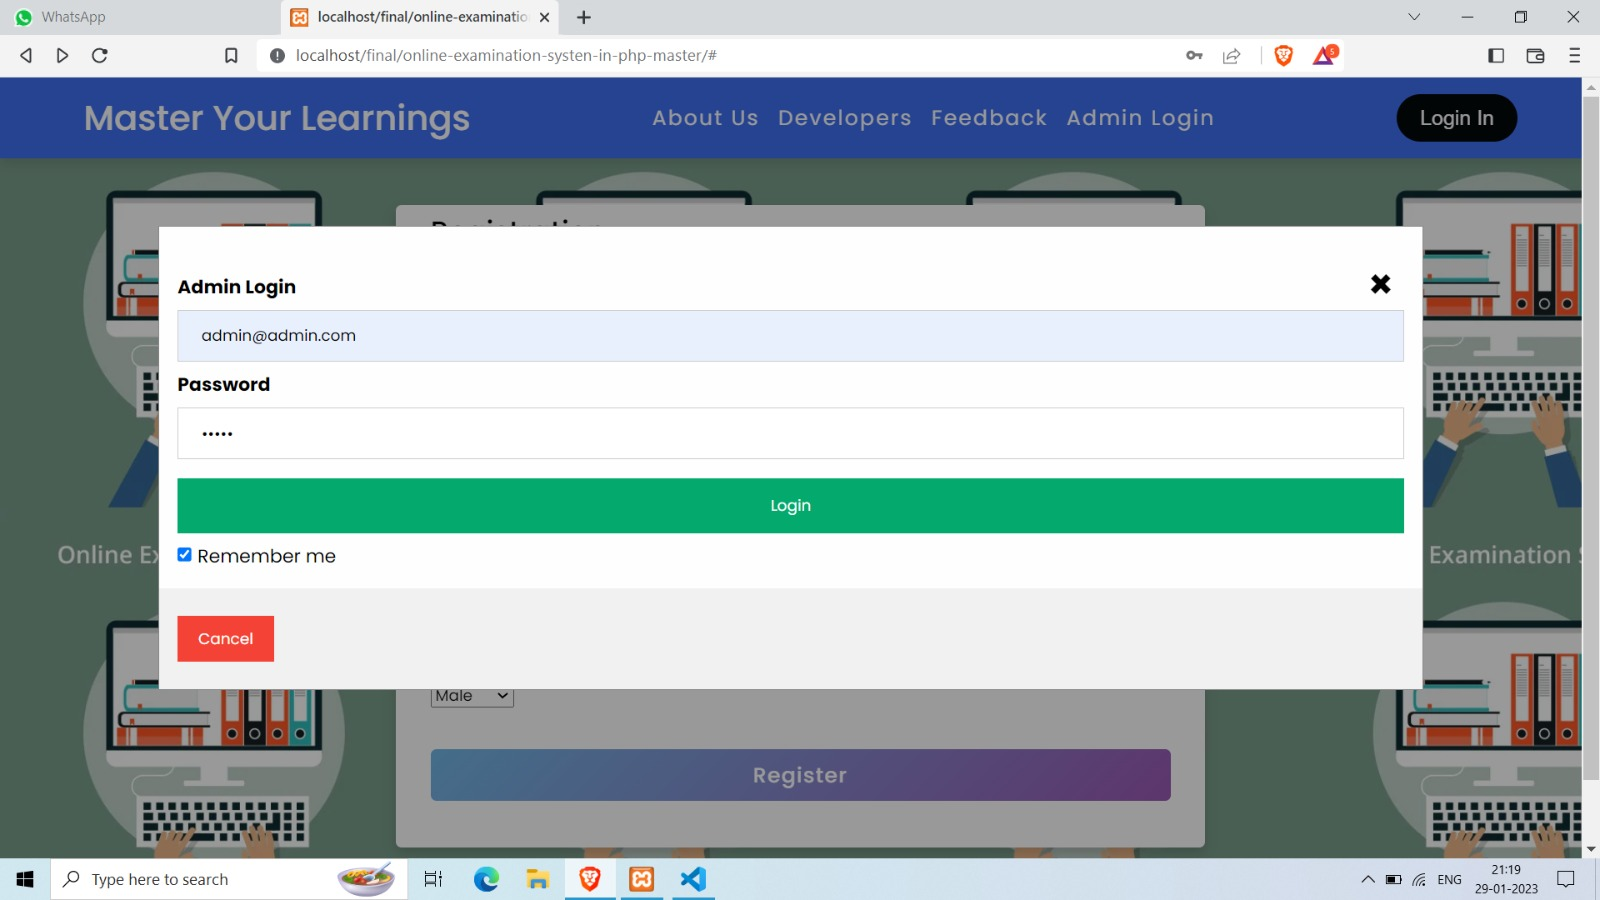 WhatsApp
localhost/final/online-examinatio
localhost/final/online-examination-systen-in-php-master/#
5
Master Your Learnings
About Us Developers Feedback Admin Login
Login In
Registration
Admin Login
admin@admin.com
Password
•••••
Login
Remember me
Online Ex
Examination S
Cancel
Male
Register
Type here to search
ENG
21:19
29-01-2023